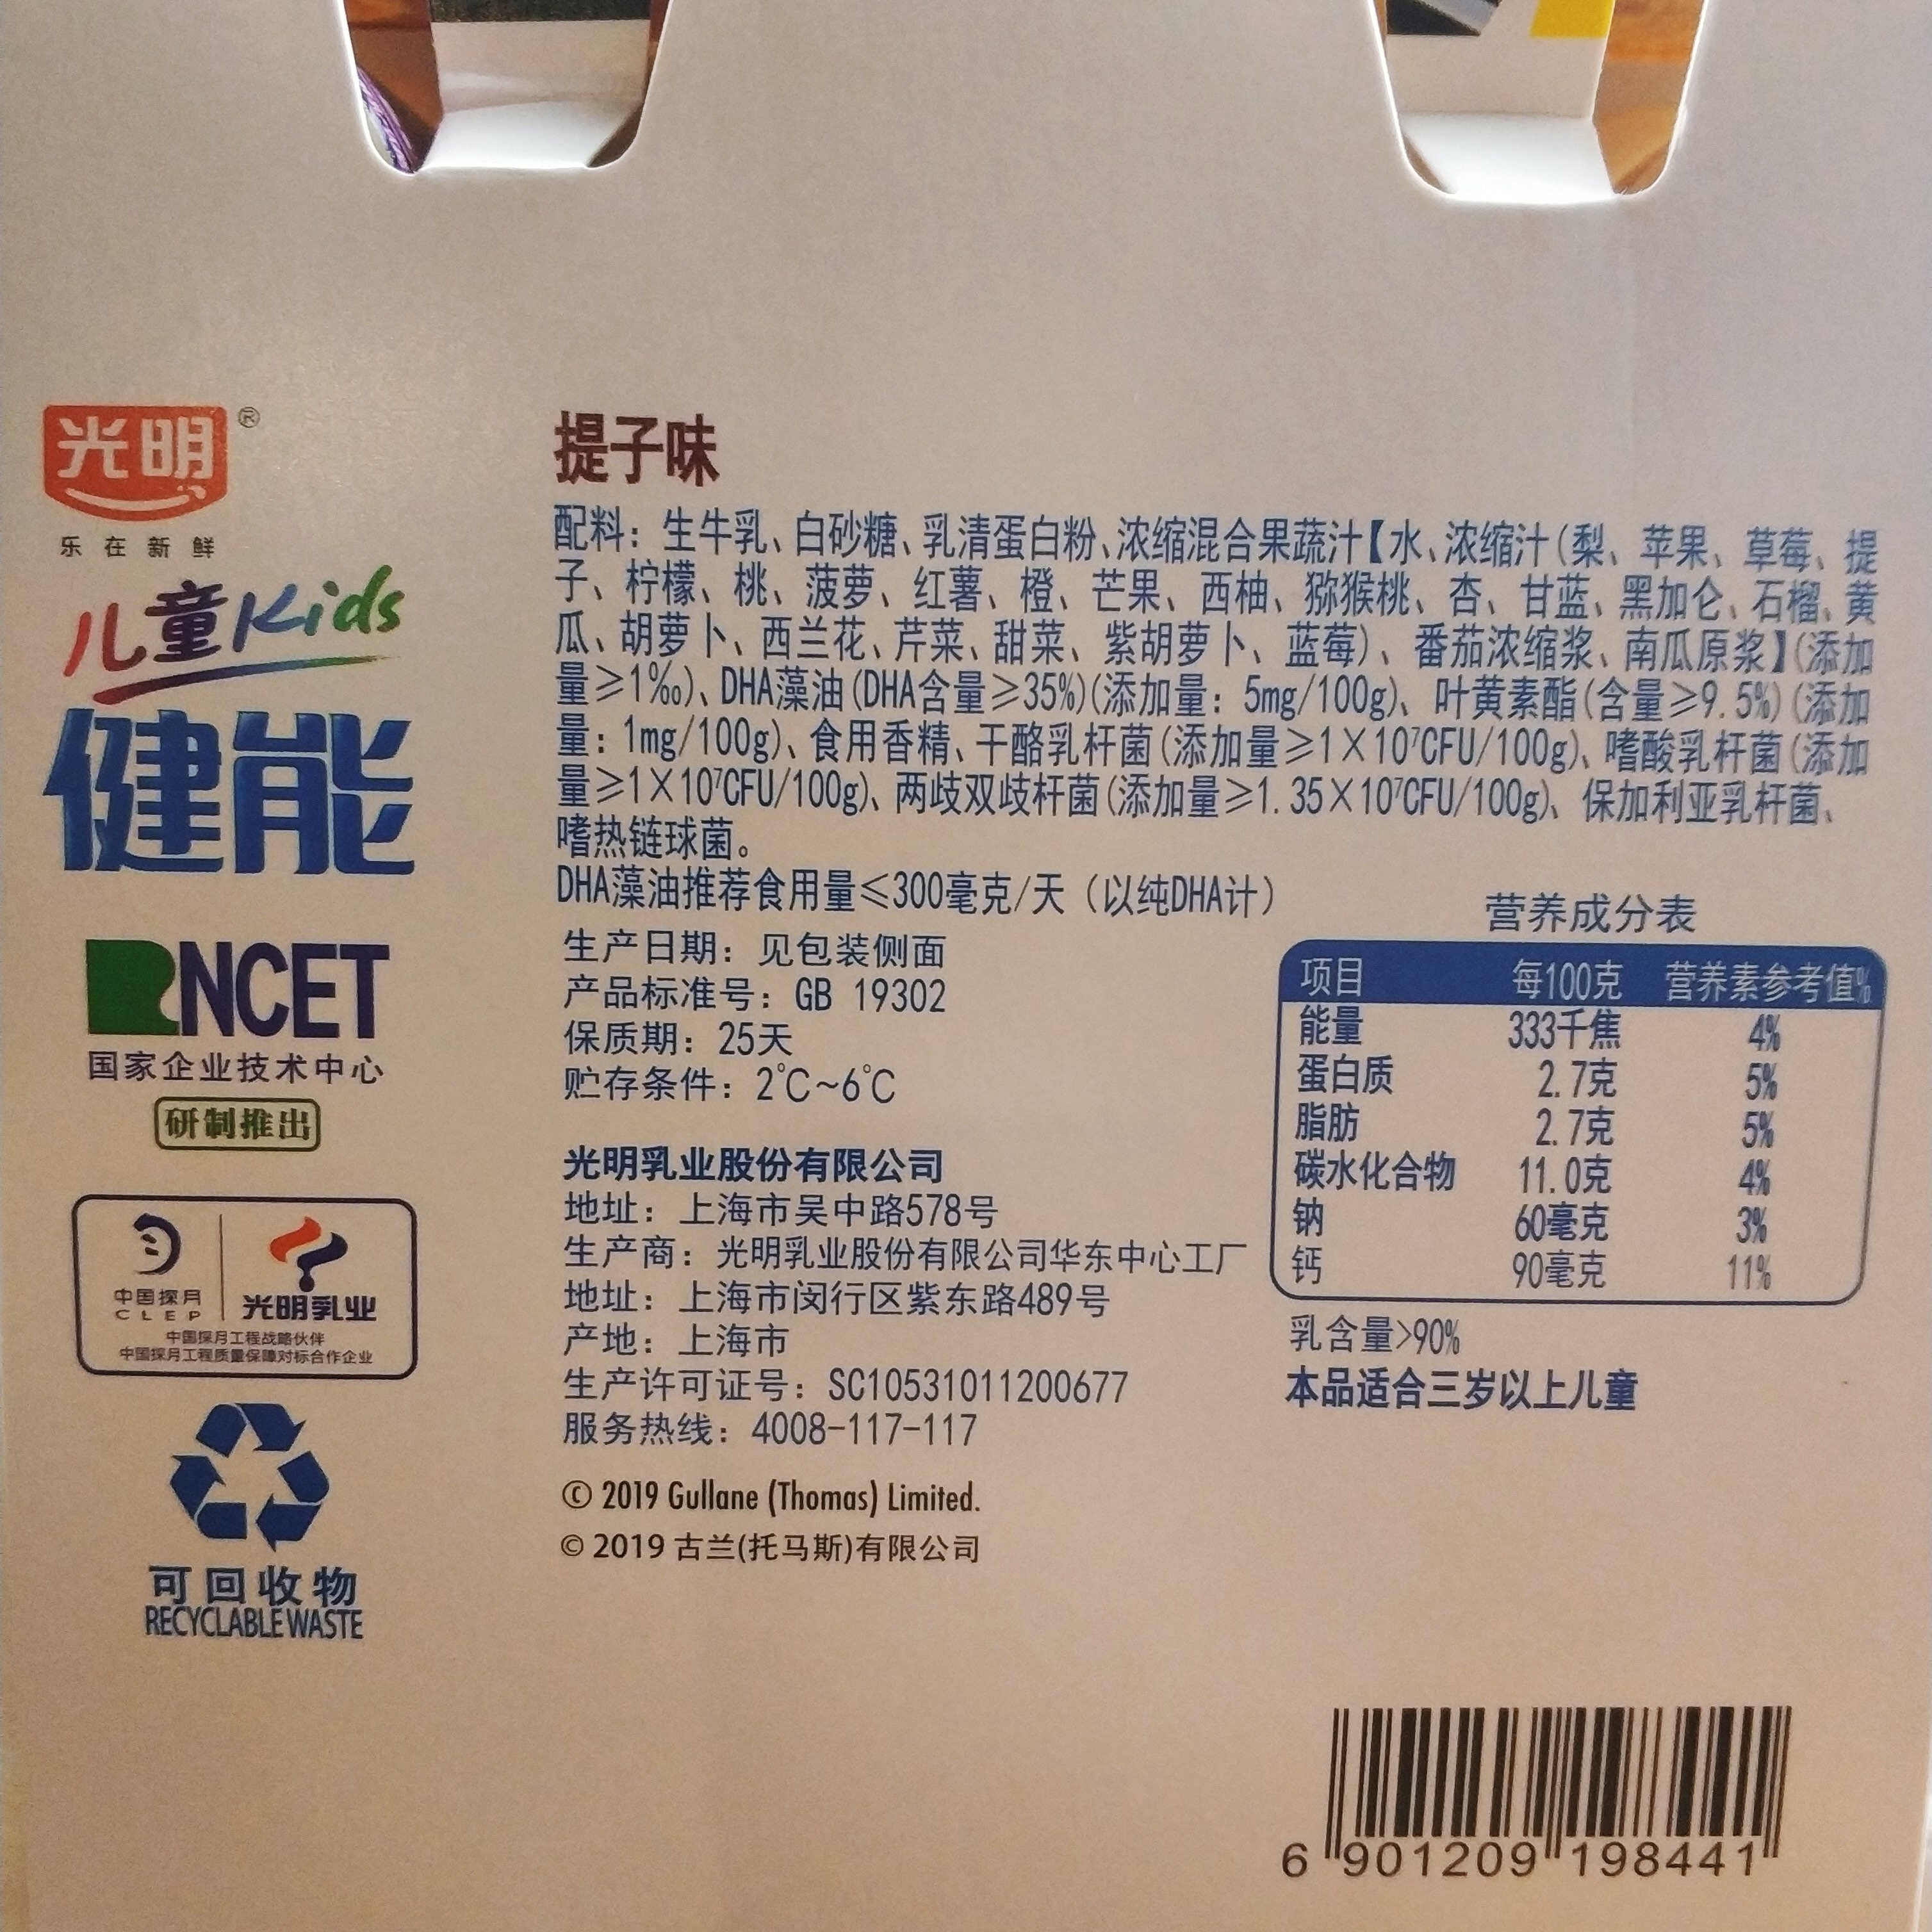 光明®
乐在新鲜
儿童Kids
健能
RNCET
国家企业技术中心
研制推出
中国探月
CLEP
光明乳业
中国探月工程战略伙伴
中国探月工程质量保障对标合作企业
可回收物
RECYCLABLE WASTE
提子味
配料：生牛乳、白砂糖、乳清蛋白粉、浓缩混合果蔬汁【水、浓缩汁（梨、苹果、草莓、提
子、柠檬、桃、菠萝、红薯、橙、芒果、西柚、猕猴桃、杏、甘蓝、黑加仑、石榴、黄
瓜、胡萝卜、西兰花、芹菜、甜菜、紫胡萝卜、蓝莓）、番茄浓缩浆、南瓜原浆】（添加
量≥1‰）、DHA藻油（DHA含量≥35%）（添加量：5mg/100g）、叶黄素酯（含量≥9.5%）（添加
量：1mg/100g）、食用香精、干酪乳杆菌（添加量≥1×10⁷CFU/100g）、嗜酸乳杆菌（添加
量≥1×10⁷CFU/100g）、两歧双歧杆菌（添加量≥1.35×10⁷CFU/100g）、保加利亚乳杆菌、
嗜热链球菌。
DHA藻油推荐食用量≤300毫克/天（以纯DHA计）
生产日期：见包装侧面
产品标准号：GB 19302
保质期：25天
贮存条件：2℃~6℃
光明乳业股份有限公司
地址：上海市吴中路578号
生产商：光明乳业股份有限公司华东中心工厂
地址：上海市闵行区紫东路489号
产地：上海市
生产许可证号：SC10531011200677
服务热线：4008-117-117
© 2019 Gullane (Thomas) Limited.
© 2019 古兰(托马斯)有限公司
营养成分表
项目 每100克 营养素参考值%
能量 333千焦 4%
蛋白质 2.7克 5%
脂肪 2.7克 5%
碳水化合物 11.0克 4%
钠 60毫克 3%
钙 90毫克 11%
乳含量>90%
本品适合三岁以上儿童
6 901209 198441